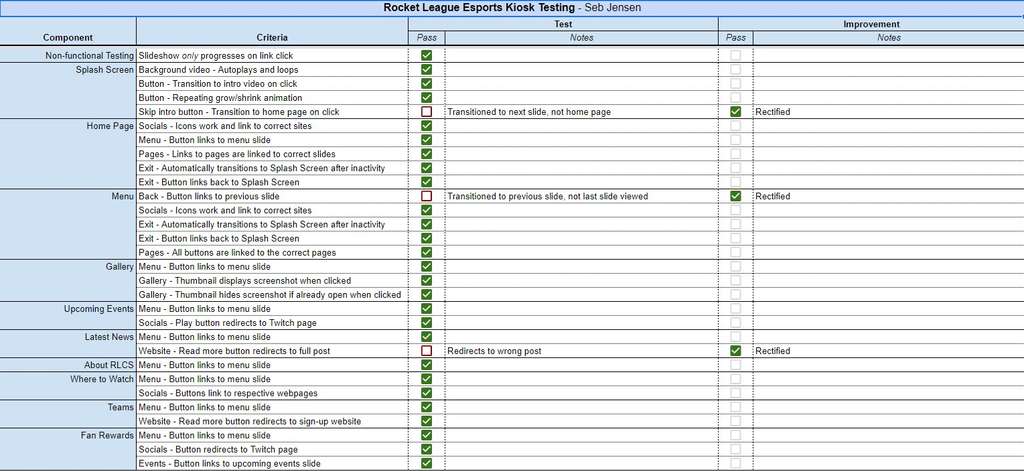 Rocket League Esports Kiosk Testing - Seb Jensen
Test Improvement
Component Criteria Pass Notes Pass Notes
Non-functional Testing Slideshow only progresses on link click
Splash Screen Background video - Autoplays and loops
Button - Transition to intro video on click
Button - Repeating grow/shrink animation
Skip intro button - Transition to home page on click Transitioned to next slide, not home page Rectified
Home Page Socials - Icons work and link to correct sites
Menu - Button links to menu slide
Pages - Links to pages are linked to correct slides
Exit - Automatically transitions to Splash Screen after inactivity
Exit - Button links back to Splash Screen
Menu Back - Button links to previous slide Transitioned to previous slide, not last slide viewed Rectified
Socials - Icons work and link to correct sites
Exit - Automatically transitions to Splash Screen after inactivity
Exit - Button links back to Splash Screen
Pages - All buttons are linked to the correct pages
Gallery Menu - Button links to menu slide
Gallery - Thumbnail displays screenshot when clicked
Gallery - Thumbnail hides screenshot if already open when clicked
Upcoming Events Menu - Button links to menu slide
Socials - Play button redirects to Twitch page
Latest News Menu - Button links to menu slide
Website - Read more button redirects to full post Redirects to wrong post Rectified
About RLCS Menu - Button links to menu slide
Where to Watch Menu - Button links to menu slide
Socials - Buttons link to respective webpages
Teams Menu - Button links to menu slide
Website - Read more button redirects to sign-up website
Fan Rewards Menu - Button links to menu slide
Socials - Button redirects to Twitch page
Events - Button links to upcoming events slide